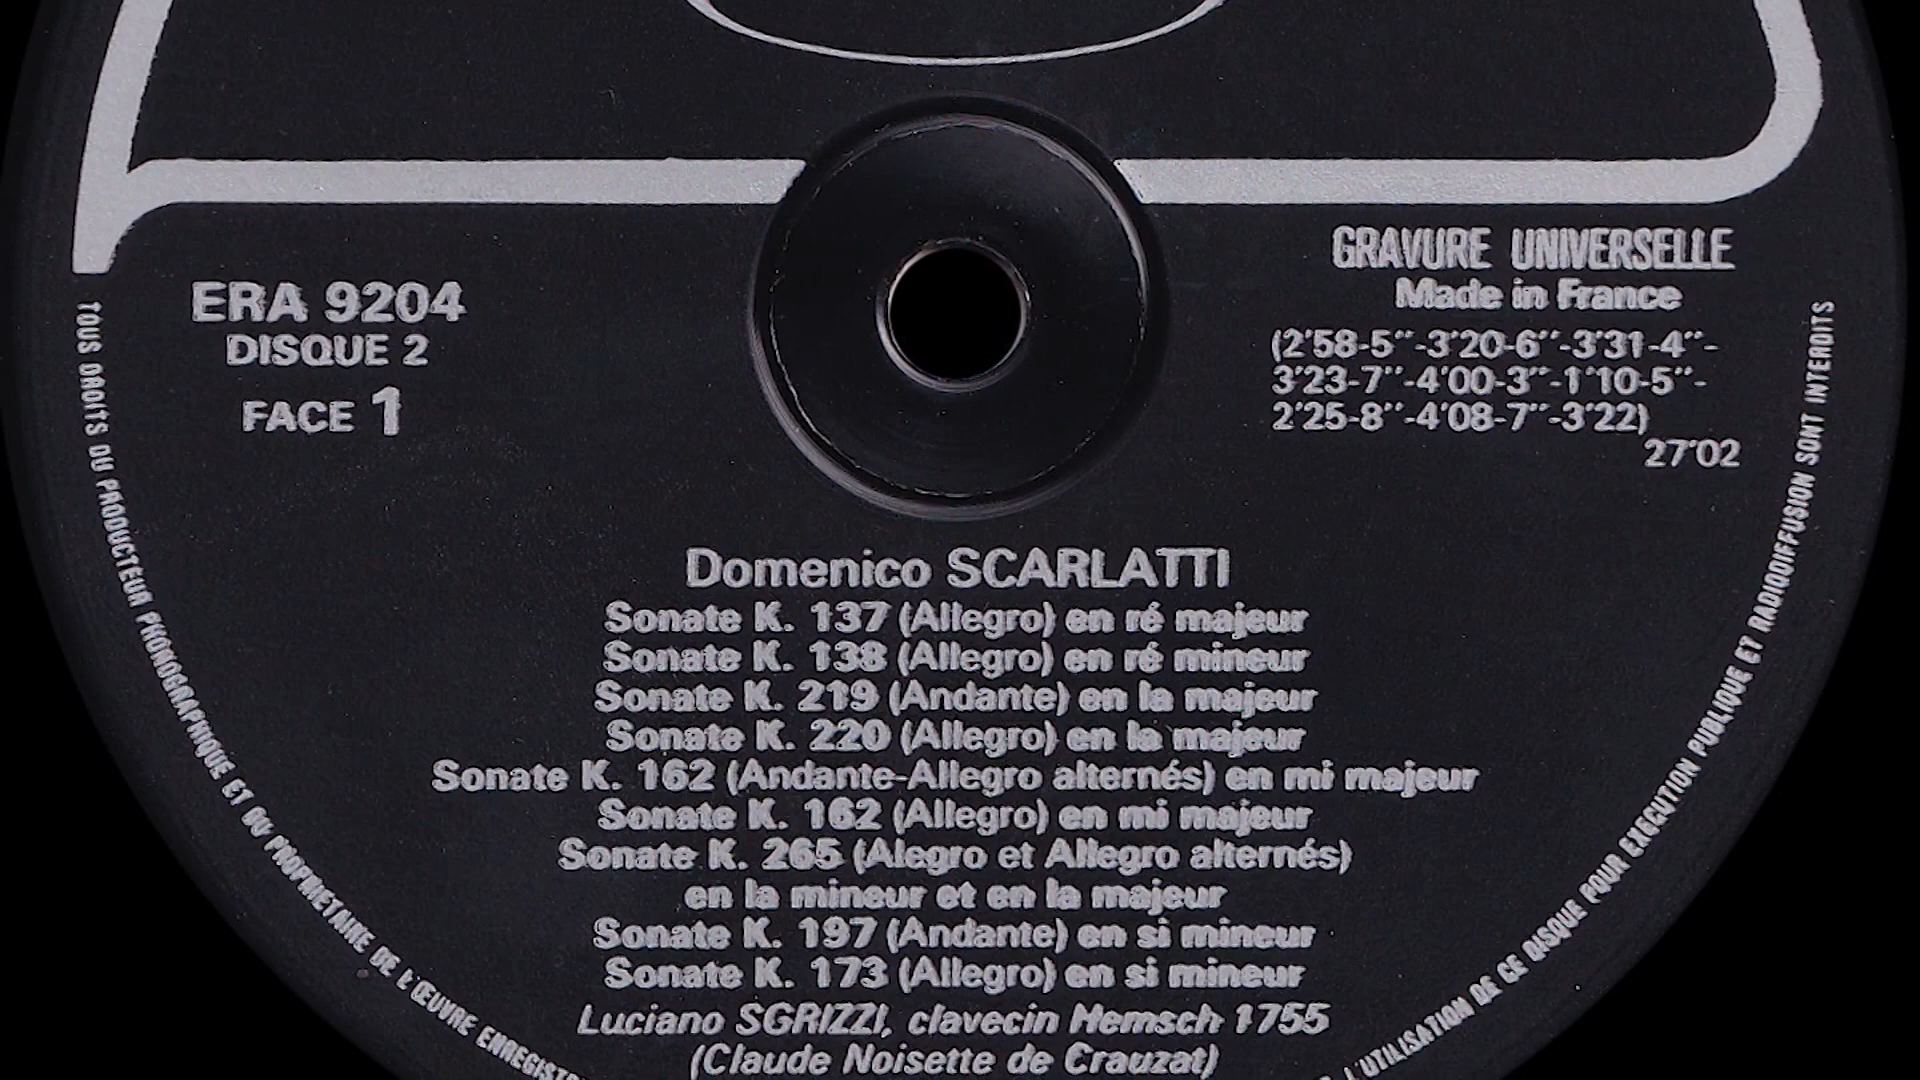 ERA 9204
DISQUE 2
FACE 1
GRAVURE UNIVERSELLE
Made in France
(2'58-5''-3'20-6''-3'31-4''-
3'23-7''-4'00-3''-1'10-5''-
2'25-8''-4'08-7''-3'22)
27'02
Domenico SCARLATTI
Sonate K. 137 (Allegro) en ré majeur
Sonate K. 138 (Allegro) en ré mineur
Sonate K. 219 (Andante) en la majeur
Sonate K. 220 (Allegro) en la majeur
Sonate K. 162 (Andante-Allegro alternés) en mi majeur
Sonate K. 162 (Allegro) en mi majeur
Sonate K. 265 (Alegro et Allegro alternés)
en la mineur et en la majeur
Sonate K. 197 (Andante) en si mineur
Sonate K. 173 (Allegro) en si mineur
Luciano SGRIZZI, clavecin Hemsch 1755
(Claude Noisette de Crauzat)
TOUS DROITS DU PRODUCTEUR PHONOGRAPHIQUE ET DU PROPRIETAIRE DE L'ŒUVRE
L'UTILISATION DE CE DISQUE POUR EXECUTION PUBLIQUE ET RADIODIFFUSION SONT INTERDITS